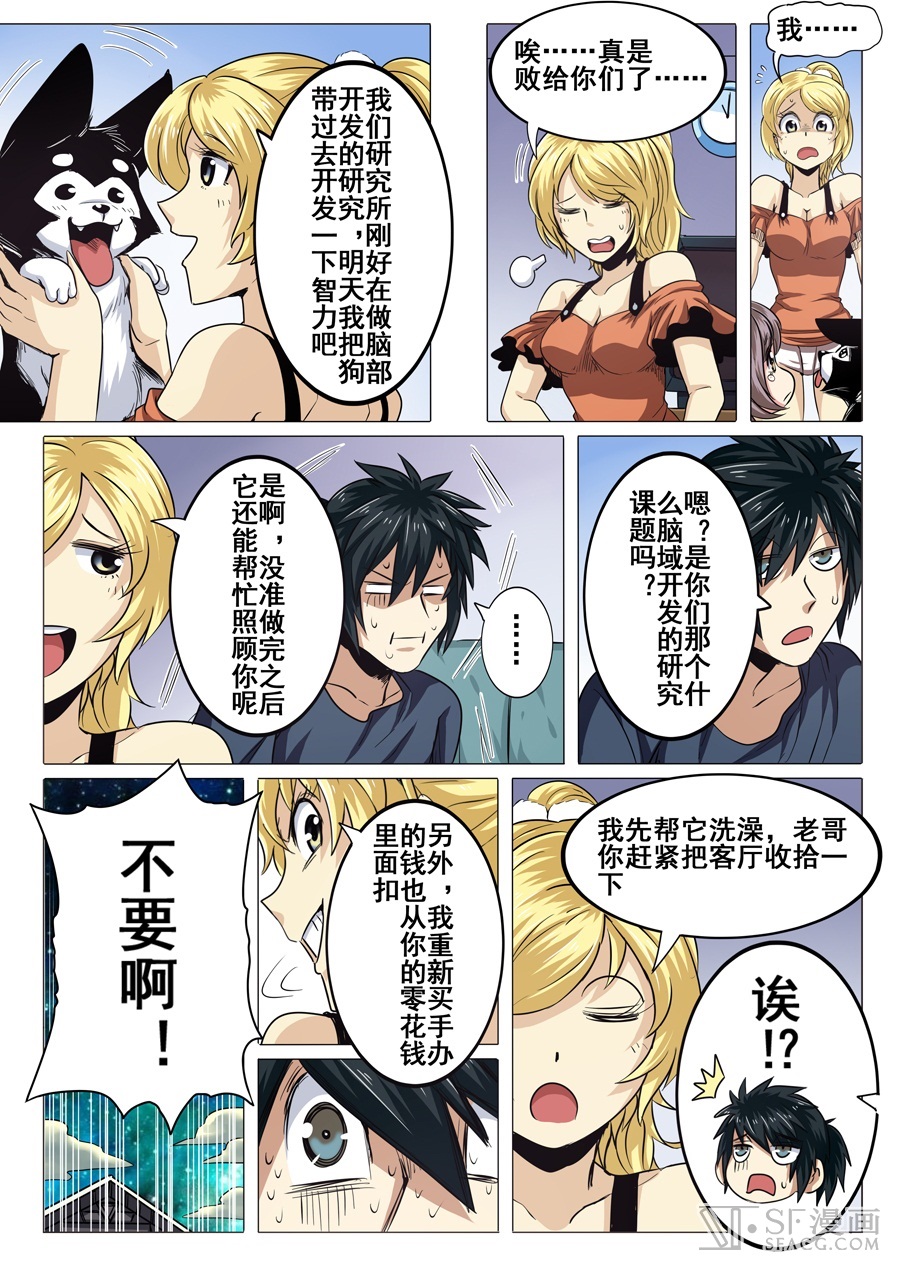 我……
唉……真是
败给你们了……
我们研究所刚好在做脑部
开发的研究，明天我把狗
带过去开发一下智力吧
嗯？是你们那个什
么脑域开发的研究
课题吗？
……
是啊，没准做完之后
它还能帮忙照顾你呢
我先帮它洗澡，老哥
你赶紧把客厅收拾一
下
诶!?
另外，我重新买手办
的钱也从你的零花钱
里面扣
不要啊！
SF漫画
SEACG.COM